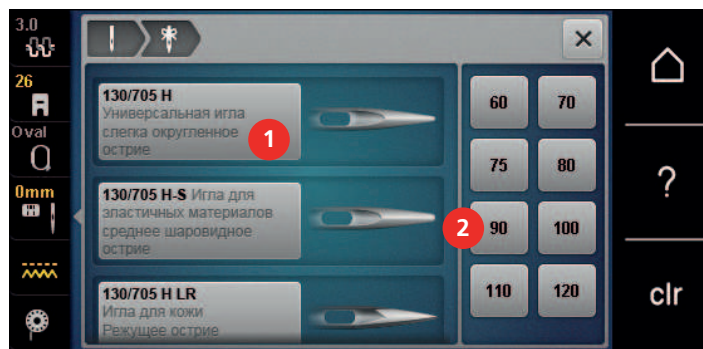 3.0
26
Oval
0mm
130/705 H
Универсальная игла
слегка округленное
острие
1
130/705 H-S Игла для
эластичных материалов
среднее шаровидное
острие
130/705 H LR
Игла для кожи
Режущее острие
60 70
75 80
2
90 100
110 120
?
clr